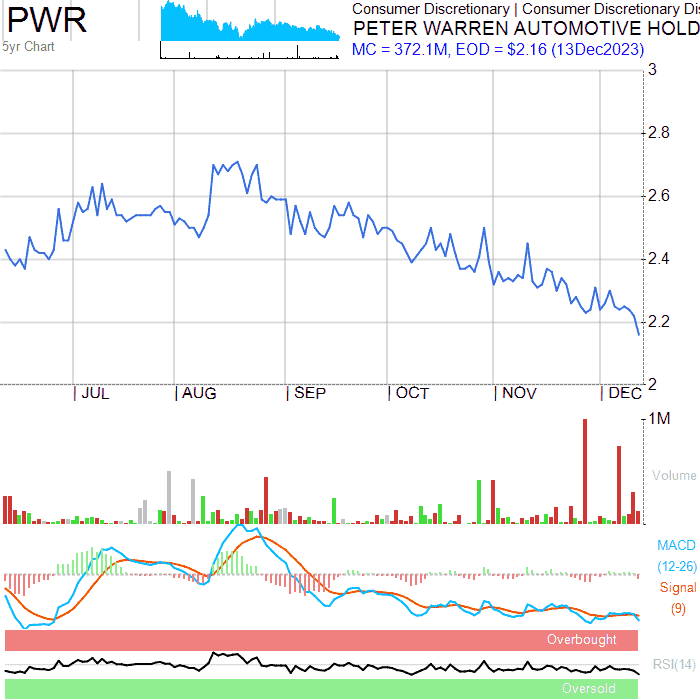 PWR
5yr Chart
Consumer Discretionary | Consumer Discretionary Dis
PETER WARREN AUTOMOTIVE HOLD
MC = 372.1M, EOD = $2.16 (13Dec2023)
3
2.8
2.6
2.4
2.2
2
JUL AUG SEP OCT NOV DEC
1M
Volume
MACD
(12-26)
Signal
(9)
Overbought
RSI(14)
Oversold